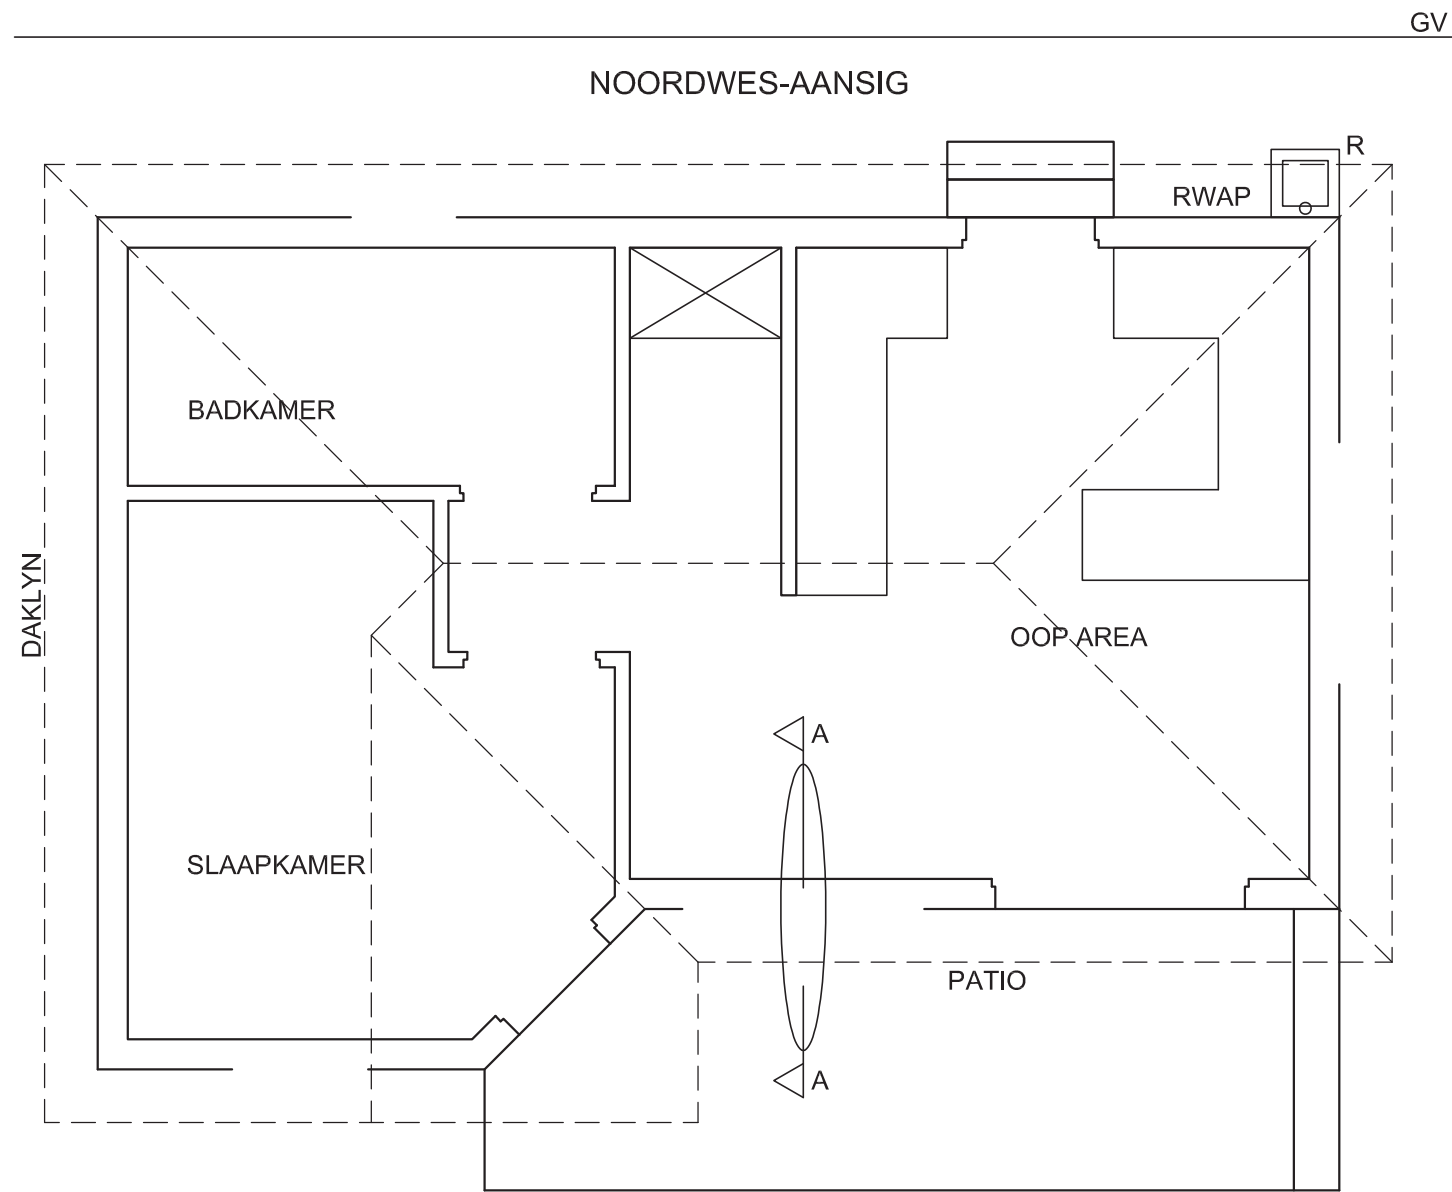 GV
NOORDWES-AANSIG
R
RWAP
BADKAMER
DAKLYN
OOP AREA
A
SLAAPKAMER
PATIO
A